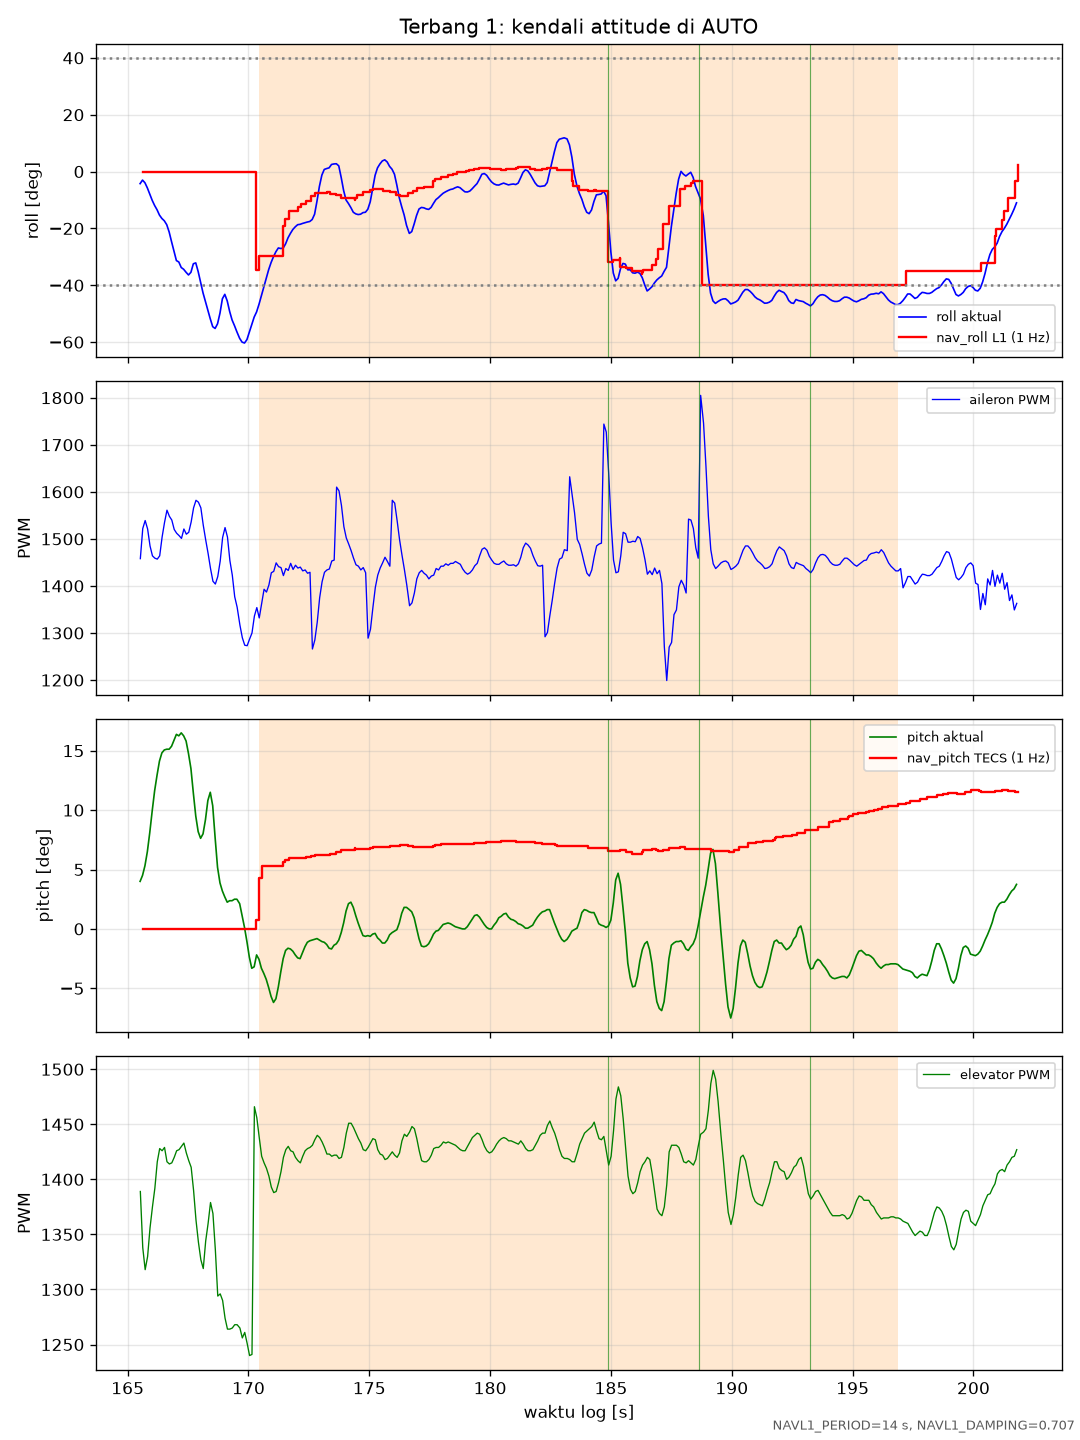 Terbang 1: kendali attitude di AUTO
40
20
0
−20
−40
−60
roll [deg]
roll aktual
nav_roll L1 (1 Hz)
1800
1700
1600
1500
1400
1300
1200
PWM
aileron PWM
15
10
5
0
−5
pitch [deg]
pitch aktual
nav_pitch TECS (1 Hz)
1500
1450
1400
1350
1300
1250
PWM
elevator PWM
165 170 175 180 185 190 195 200
waktu log [s]
NAVL1_PERIOD=14 s, NAVL1_DAMPING=0.707